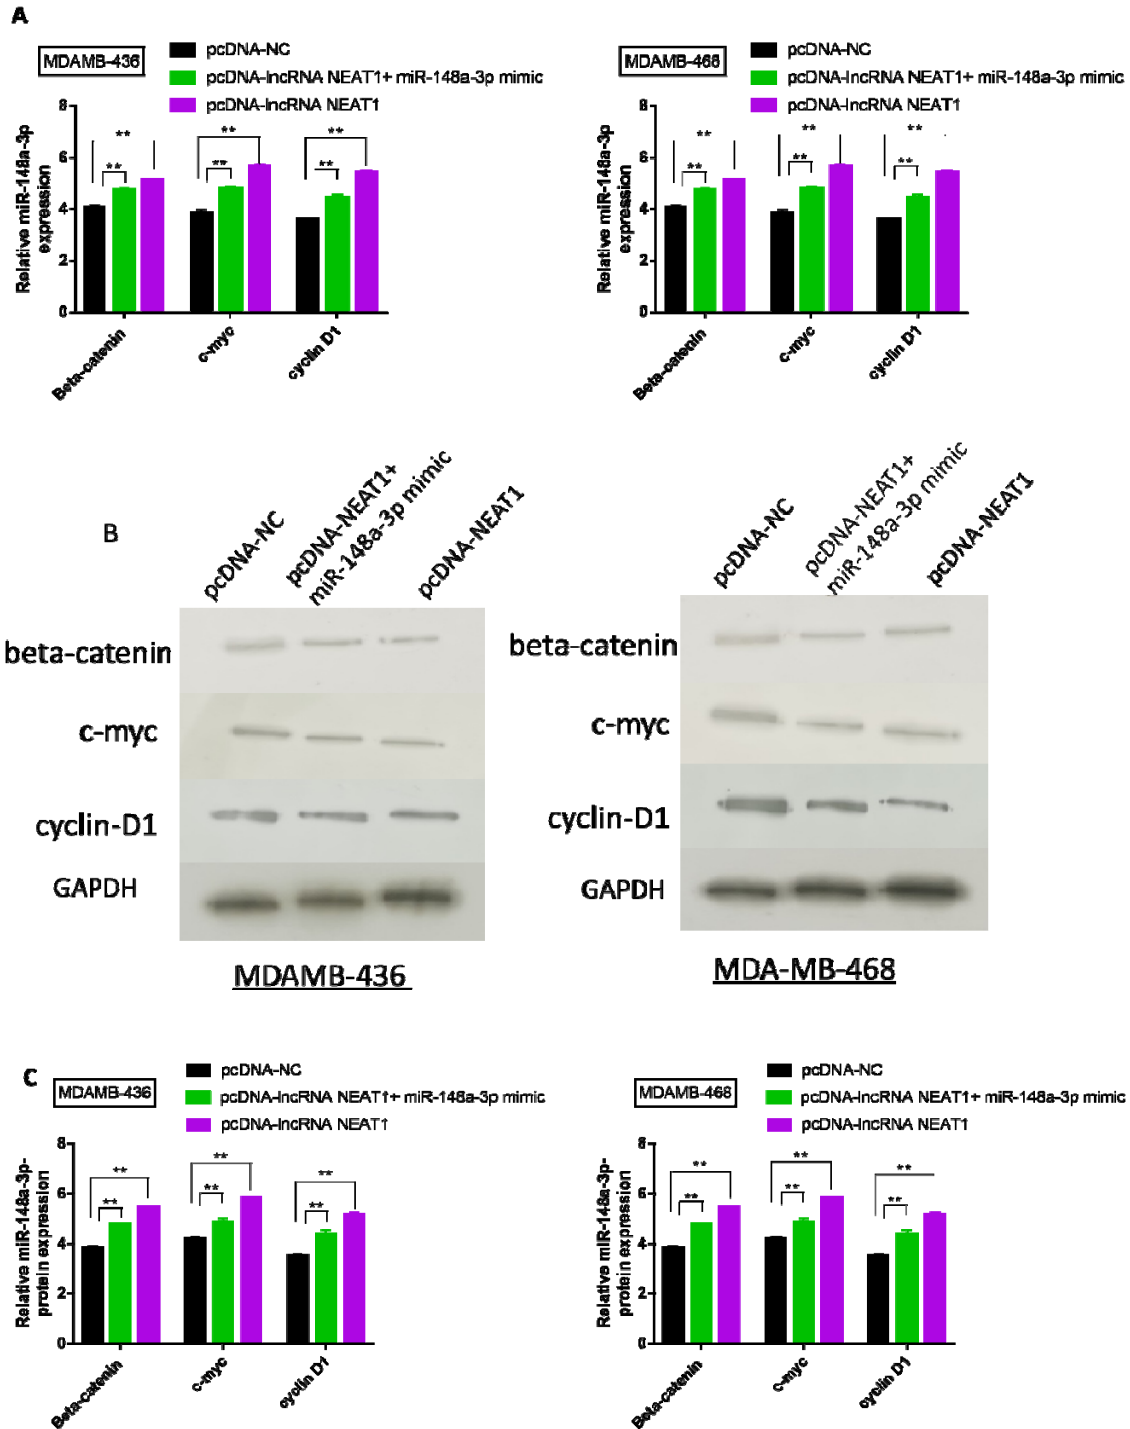 A
MDAMB-436
pcDNA-NC
pcDNA-lncRNA NEAT1+ miR-148a-3p mimic
pcDNA-lncRNA NEAT1
Relative miR-148a-3p
expression
8
6
4
2
0
** ** ** ** ** **
Beta-catenin
c-myc
cyclin D1
MDAMB-468
pcDNA-NC
pcDNA-lncRNA NEAT1+ miR-148a-3p mimic
pcDNA-lncRNA NEAT1
Relative miR-148a-3p
expression
8
6
4
2
0
** ** ** ** ** **
Beta-catenin
c-myc
cyclin D1
B
pcDNA-NC
pcDNA-NEAT1+
miR-148a-3p mimic
pcDNA-NEAT1
beta-catenin
c-myc
cyclin-D1
GAPDH
MDAMB-436
pcDNA-NC
pcDNA-NEAT1+
miR-148a-3p mimic
pcDNA-NEAT1
beta-catenin
c-myc
cyclin-D1
GAPDH
MDA-MB-468
C
MDAMB-436
pcDNA-NC
pcDNA-lncRNA NEAT1+ miR-148a-3p mimic
pcDNA-lncRNA NEAT1
Relative miR-148a-3p-
protein expression
8
6
4
2
0
** ** ** ** ** **
Beta-catenin
c-myc
cyclin D1
MDAMB-468
pcDNA-NC
pcDNA-lncRNA NEAT1+ miR-148a-3p mimic
pcDNA-lncRNA NEAT1
Relative miR-148a-3p-
protein expression
8
6
4
2
0
** ** ** ** ** **
Beta-catenin
c-myc
cyclin D1